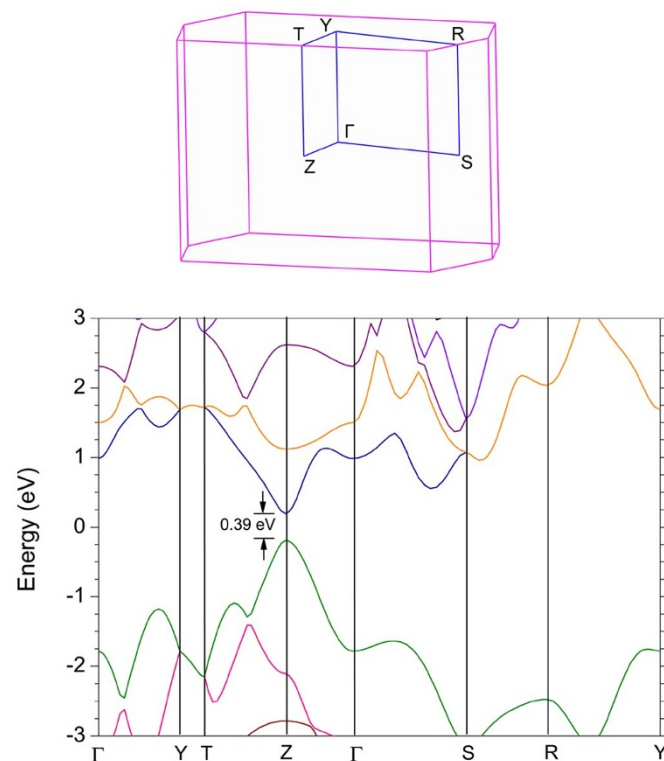 T Y R
Γ
Z S
3
2
1
0
-1
-2
-3
Energy (eV)
0.39 eV
Γ Y T Z Γ S R Y